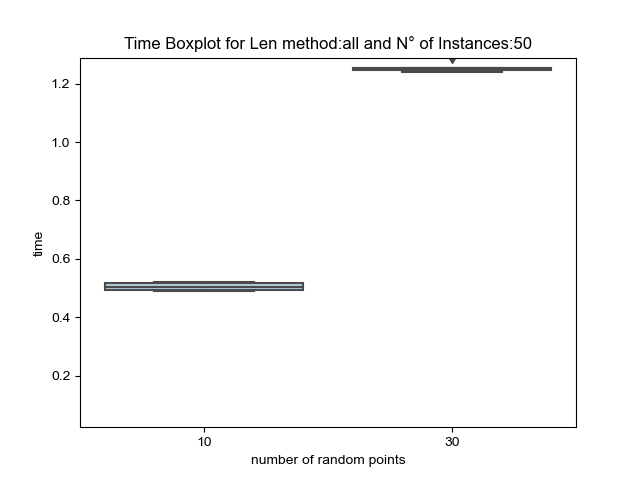 Time Boxplot for Len method:all and N° of Instances:50
1.2
1.0
0.8
0.6
0.4
0.2
time
10
30
number of random points